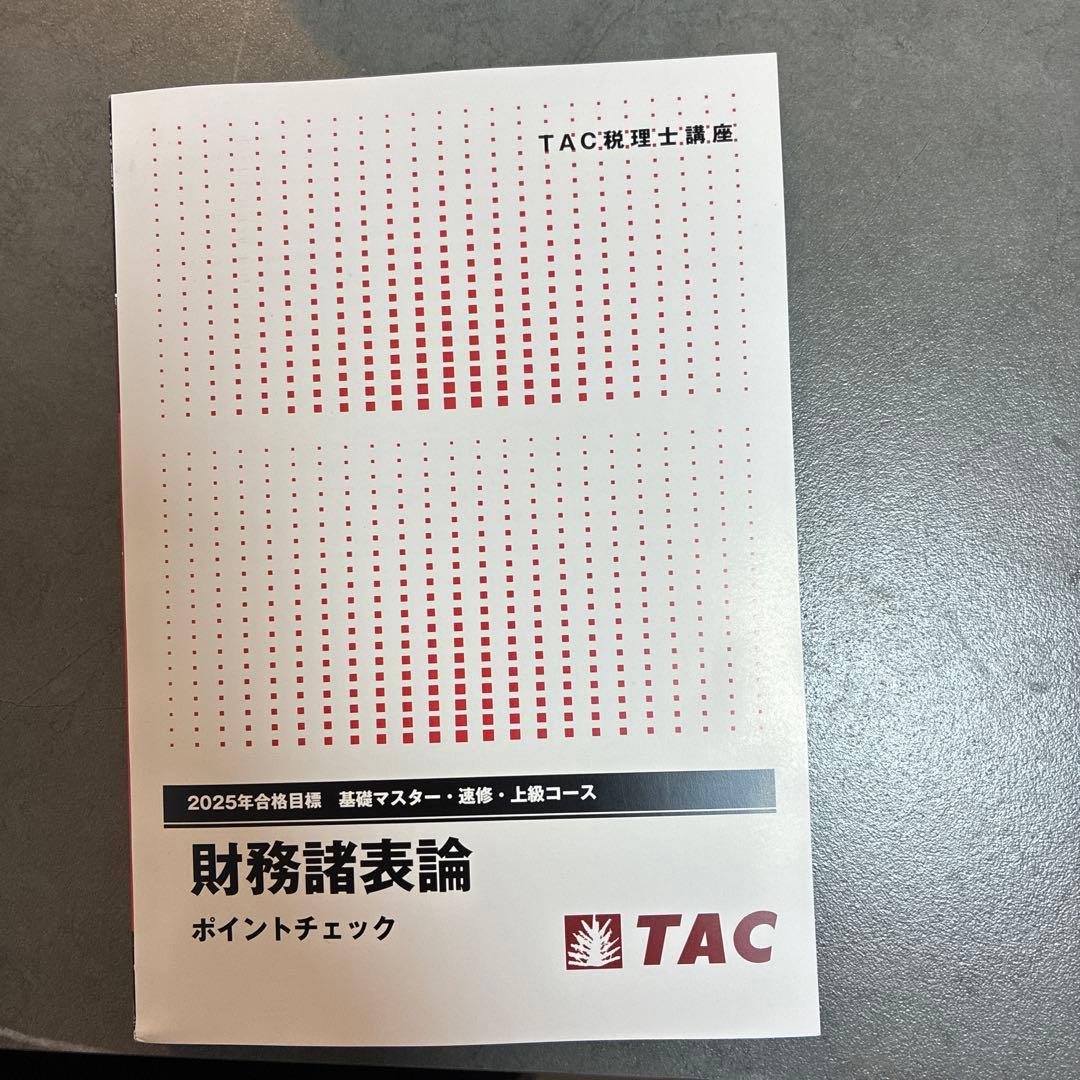 TAC税理士講座
2025年合格目標 基礎マスター・速修・上級コース
財務諸表論
ポイントチェック
TAC